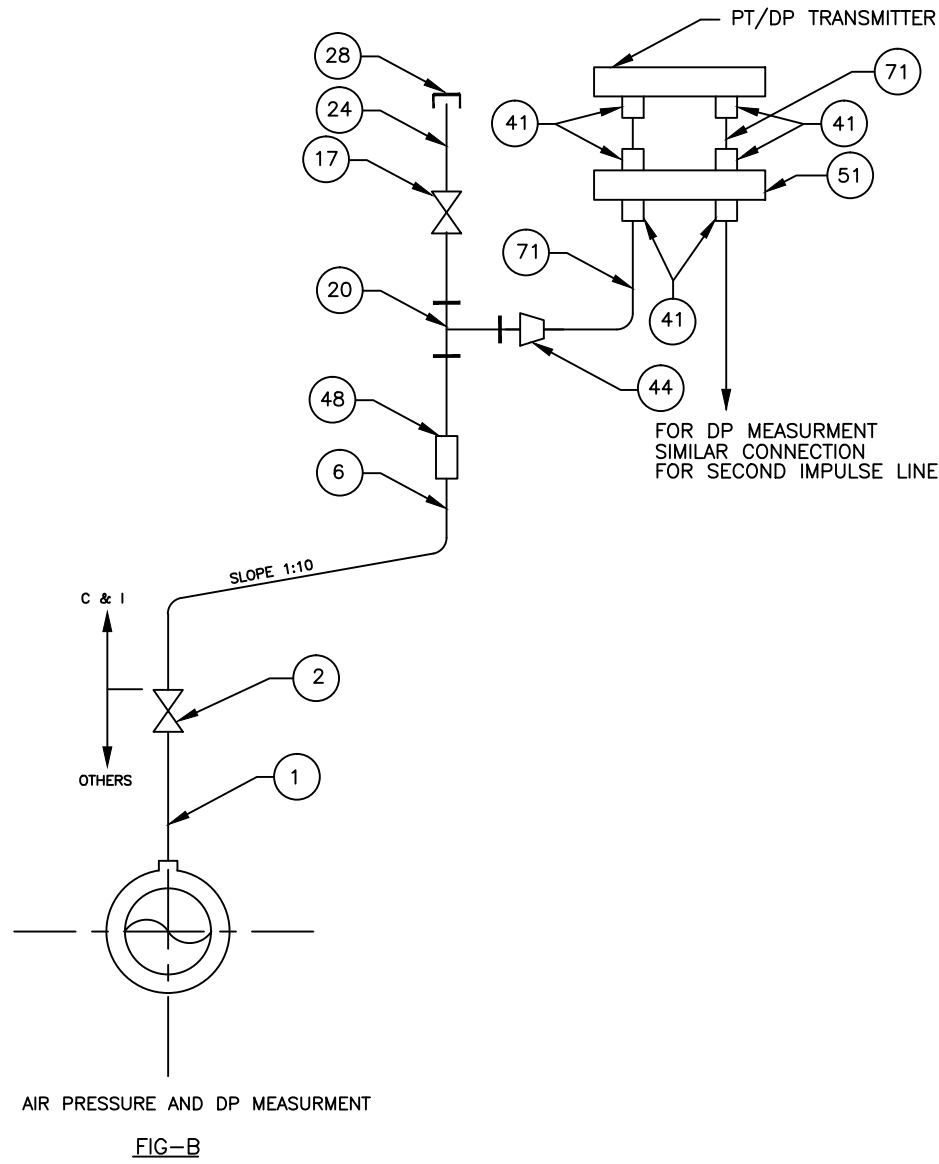 PT/DP TRANSMITTER
28
71
24
41
41
17
51
71
20
41
44
48
FOR DP MEASURMENT
SIMILAR CONNECTION
FOR SECOND IMPULSE LINE
6
SLOPE 1:10
C & I
2
OTHERS
1
AIR PRESSURE AND DP MEASURMENT
FIG-B